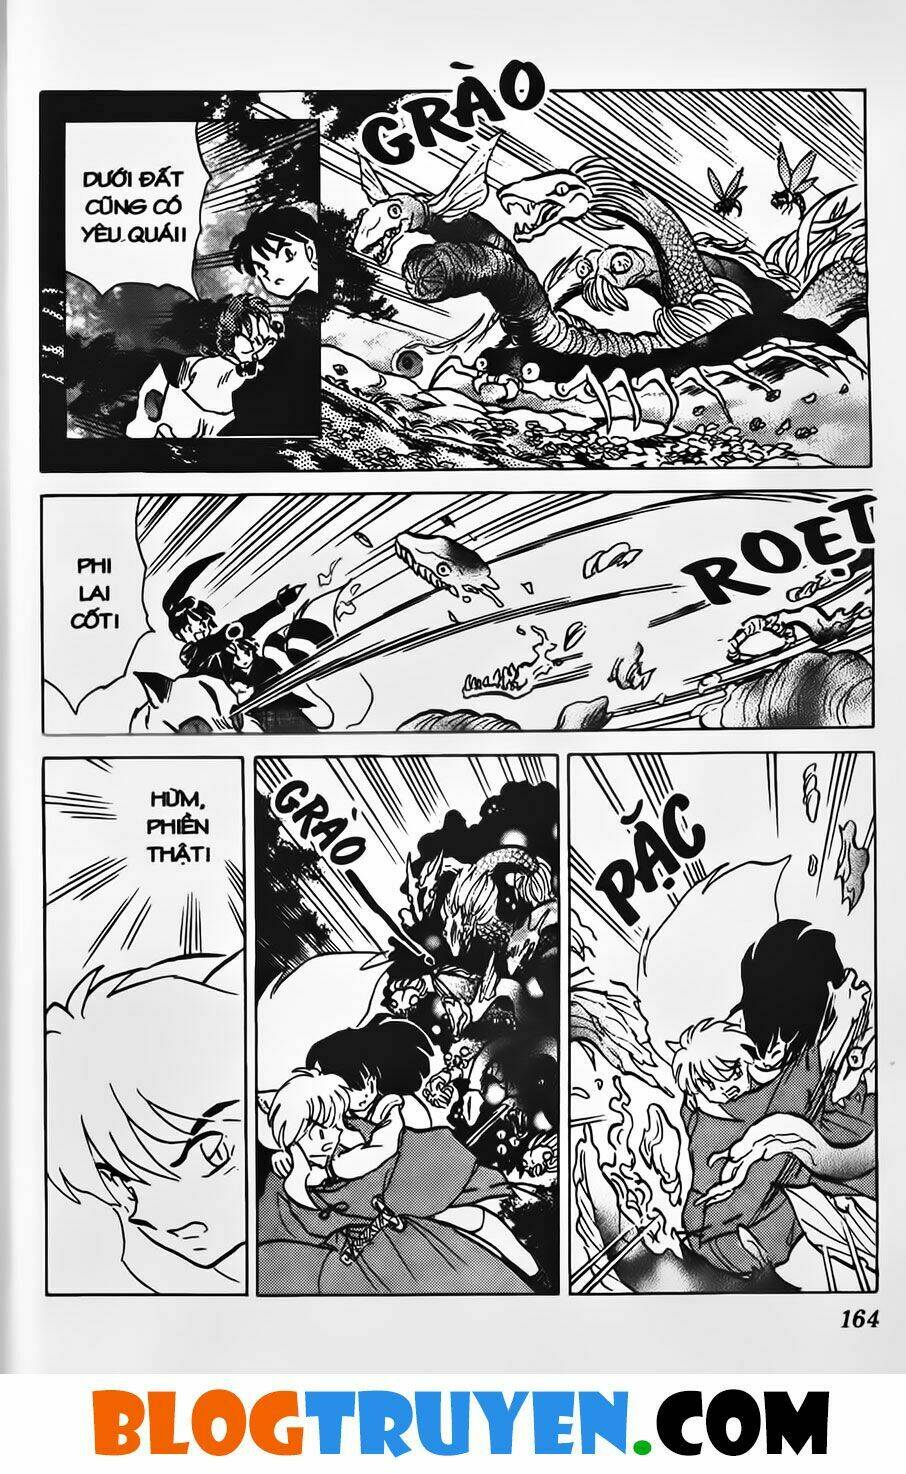 GRÀO
DƯỚI ĐẤT
CŨNG CÓ
YÊU QUÁI!
ROẸT
PHI
LAI
CỐT!
HỪM,
PHIỀN
THẬT!
GRÀO
PẶC
164
BLOGTRUYEN.COM